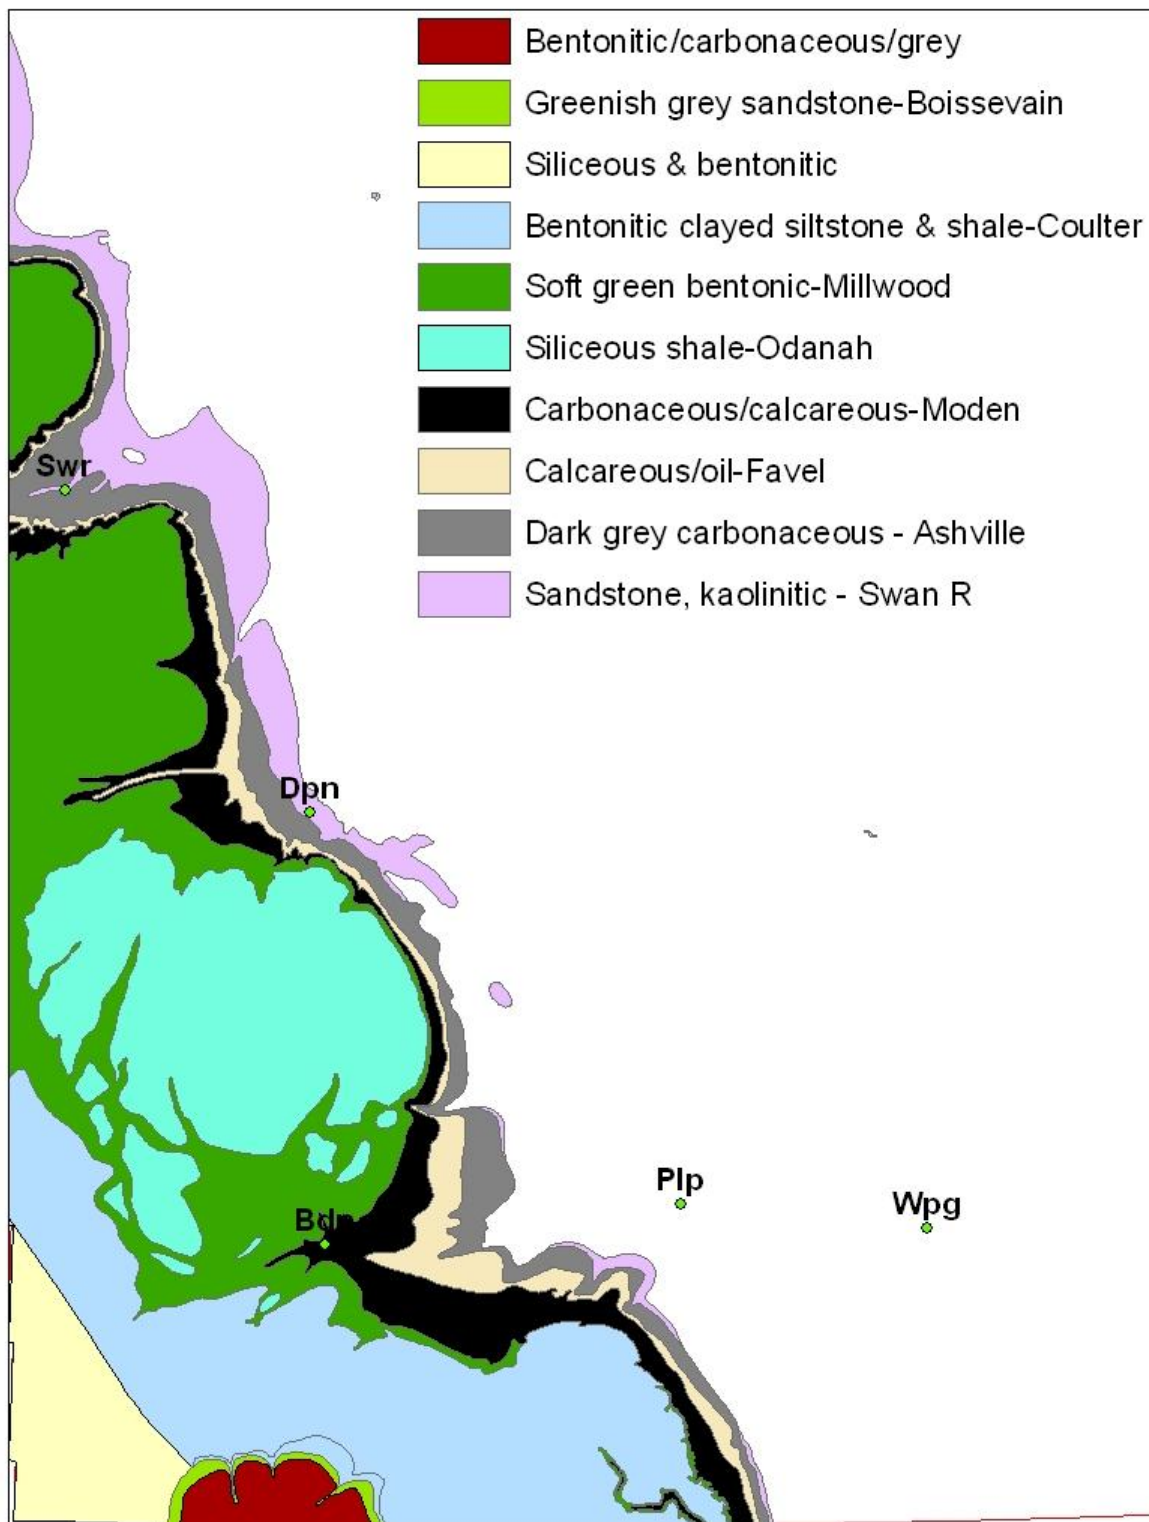 Bentonitic/carbonaceous/grey
Greenish grey sandstone-Boissevain
Siliceous & bentonitic
Bentonitic clayed siltstone & shale-Coulter
Soft green bentonic-Millwood
Siliceous shale-Odanah
Carbonaceous/calcareous-Moden
Calcareous/oil-Favel
Dark grey carbonaceous - Ashville
Sandstone, kaolinitic - Swan R
Swr
Dpn
Plp
Wpg
Bdn